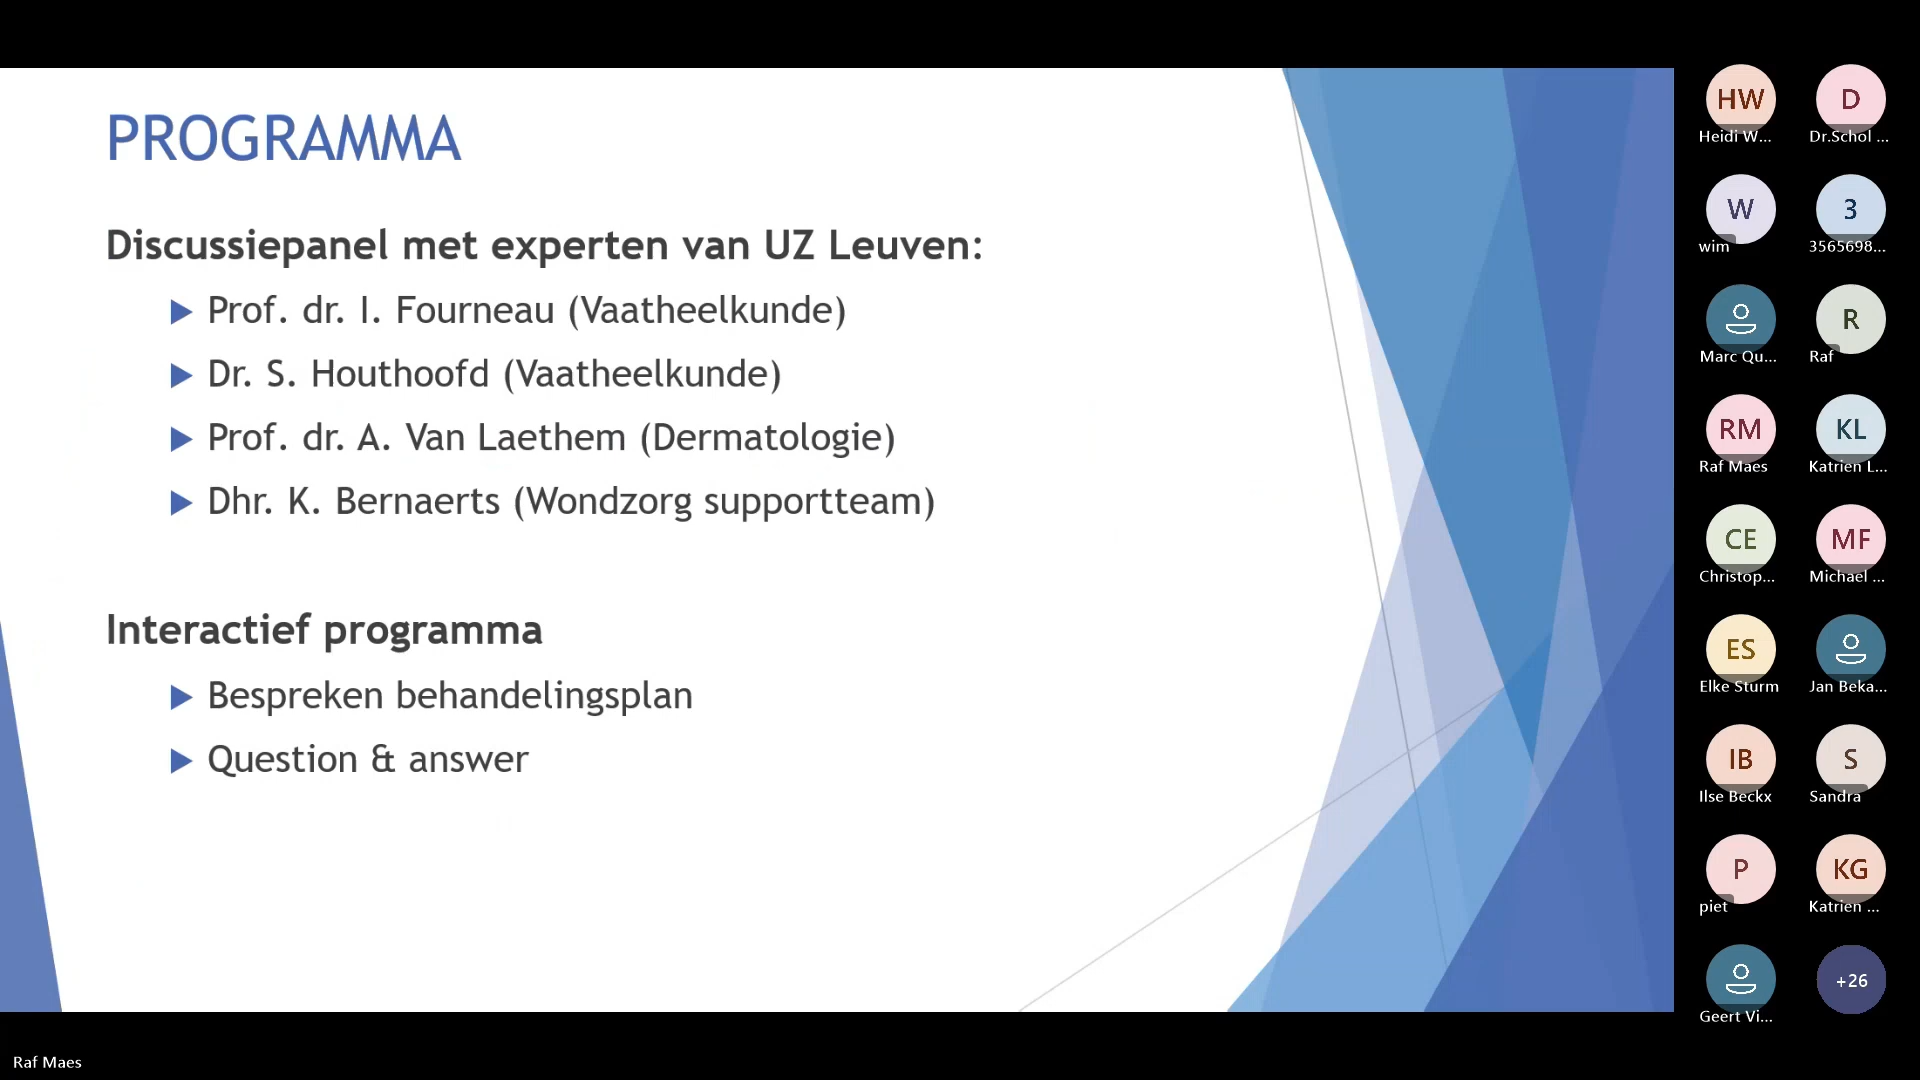 PROGRAMMA
Discussiepanel met experten van UZ Leuven:
Prof. dr. I. Fourneau (Vaatheelkunde)
Dr. S. Houthoofd (Vaatheelkunde)
Prof. dr. A. Van Laethem (Dermatologie)
Dhr. K. Bernaerts (Wondzorg supportteam)
Interactief programma
Bespreken behandelingsplan
Question & answer
HW
Heidi W...
D
Dr.Schol ...
W
wim
3
3565698...
Marc Qu...
R
Raf
RM
Raf Maes
KL
Katrien L...
CE
Christop...
MF
Michael ...
ES
Elke Sturm
Jan Beka...
IB
Ilse Beckx
S
Sandra
P
piet
KG
Katrien ...
Geert Vi...
+26
Raf Maes